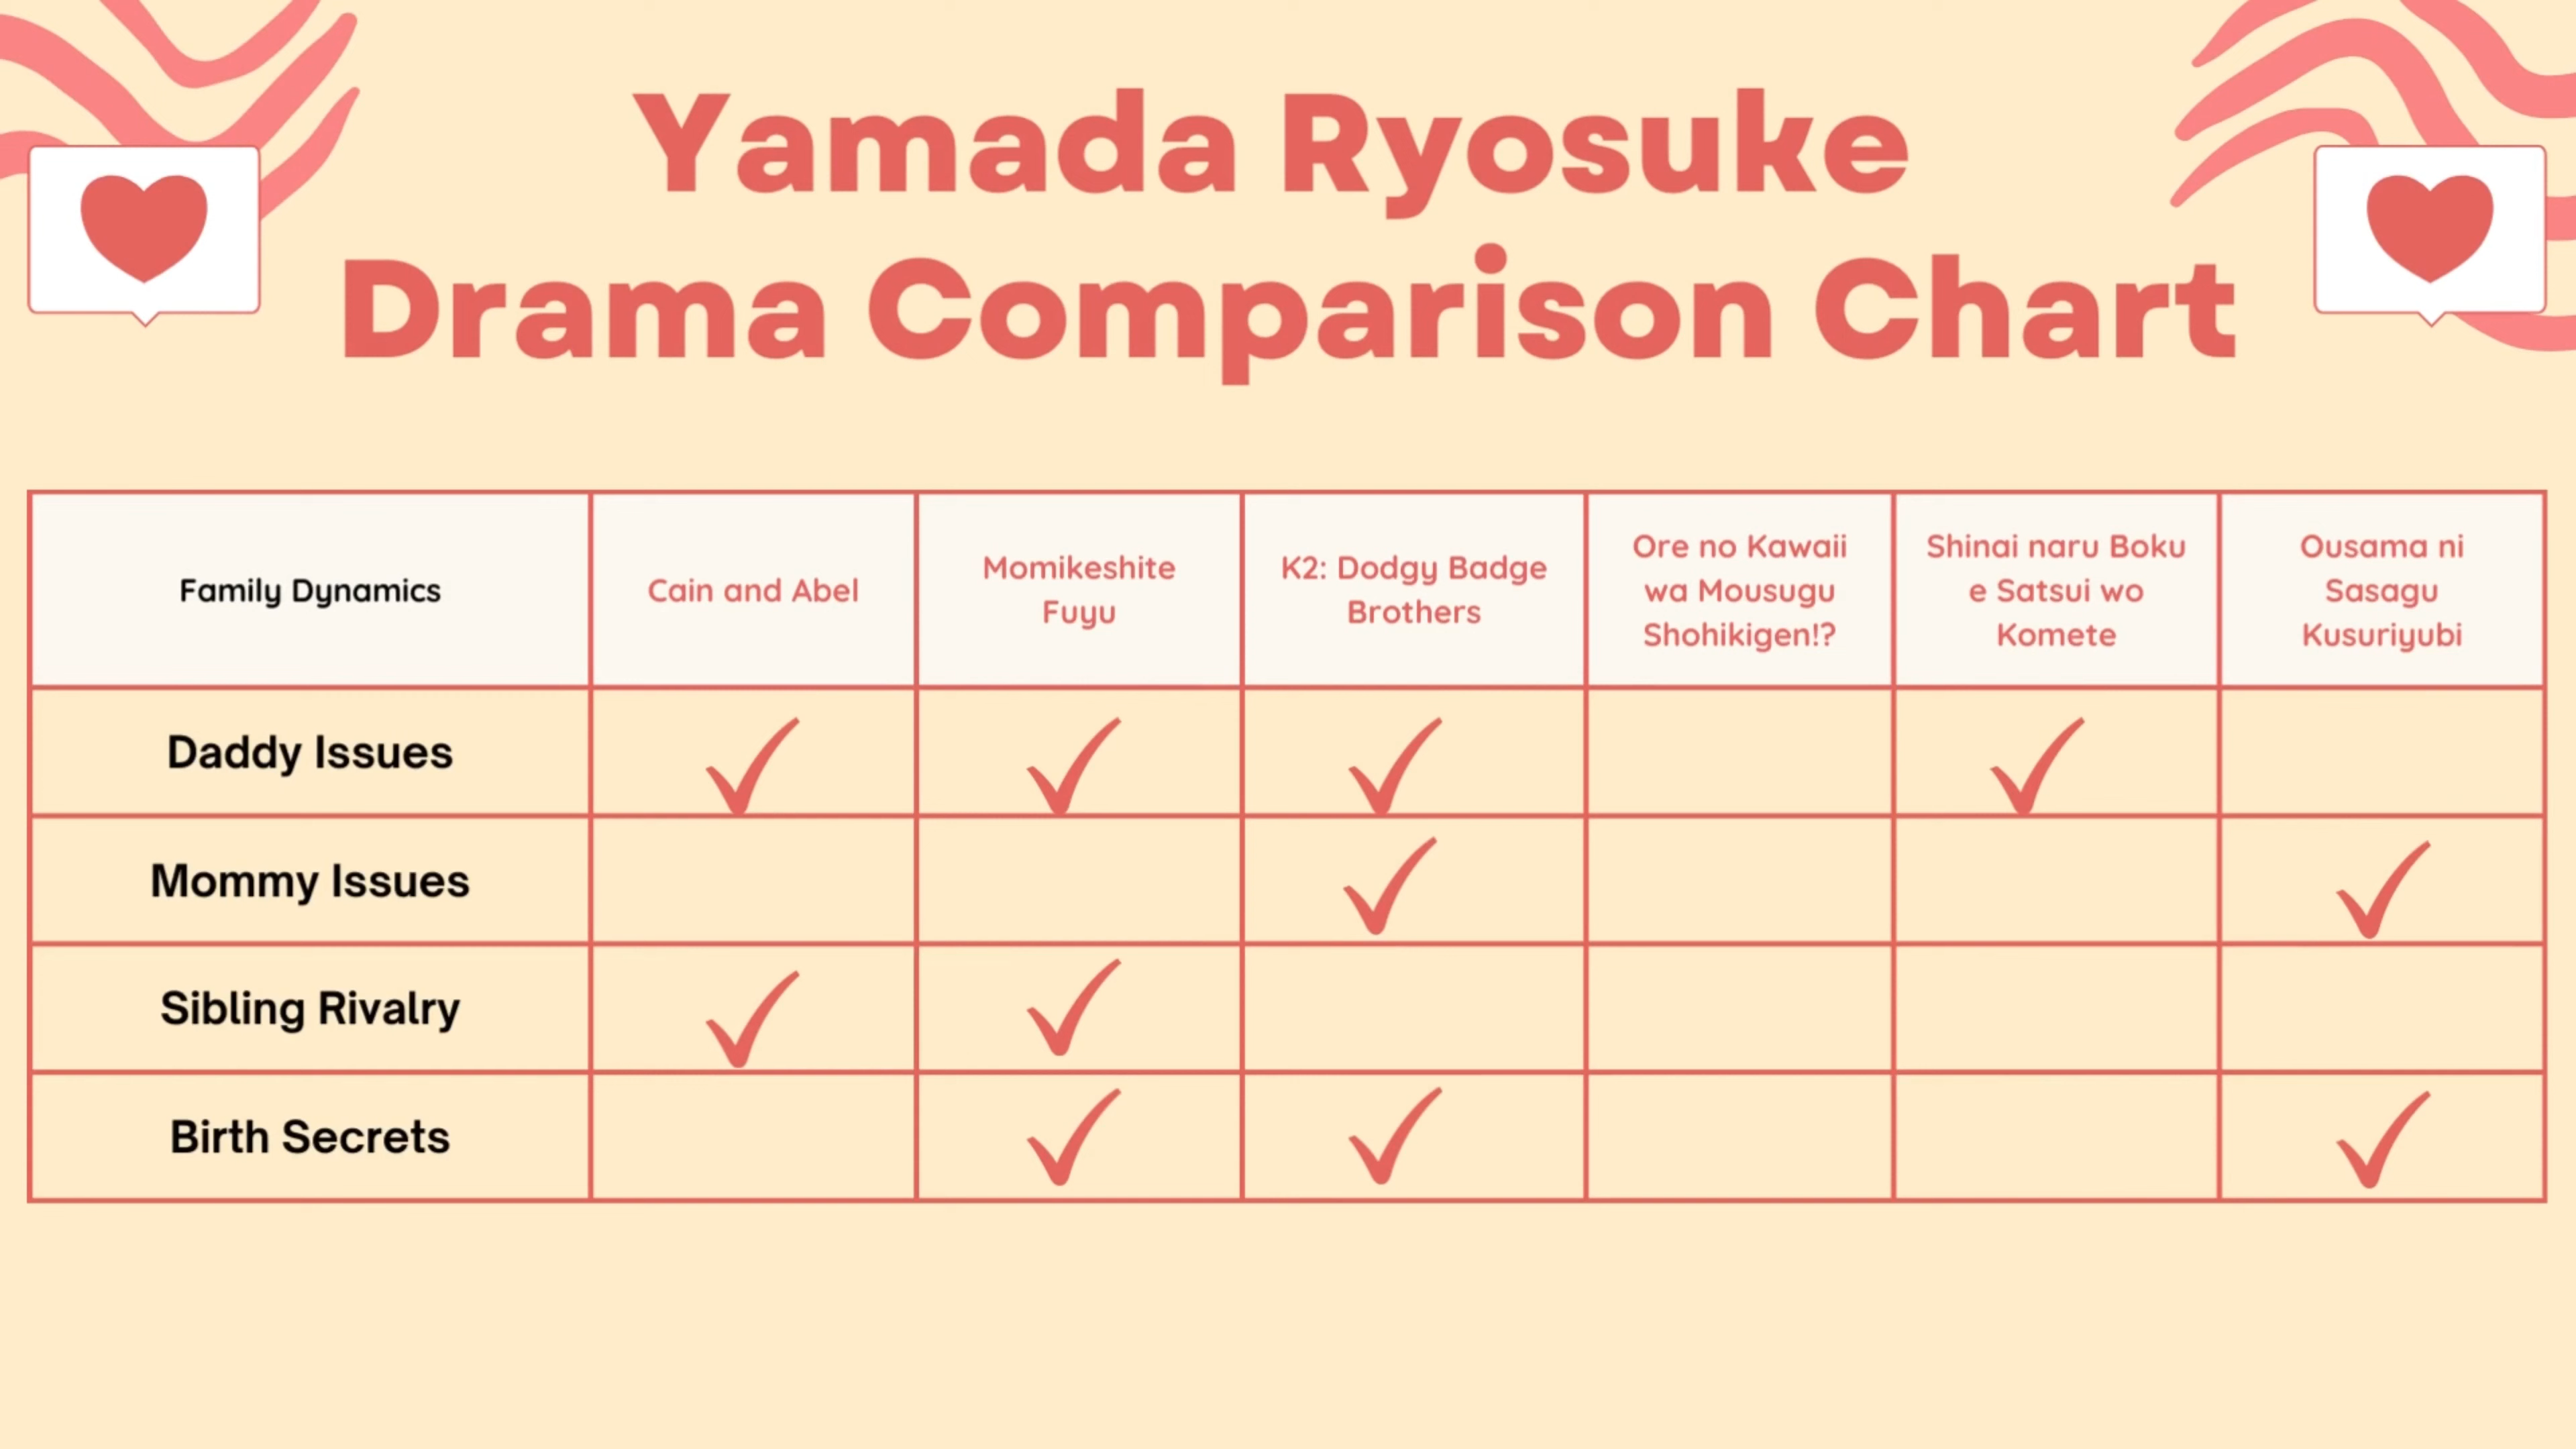 Yamada Ryosuke
Drama Comparison Chart
Family Dynamics
Cain and Abel
Momikeshite
Fuyu
K2: Dodgy Badge
Brothers
Ore no Kawaii
wa Mousugu
Shohikigen!?
Shinai naru Boku
e Satsui wo
Komete
Ousama ni
Sasagu
Kusuriyubi
Daddy Issues
Mommy Issues
Sibling Rivalry
Birth Secrets